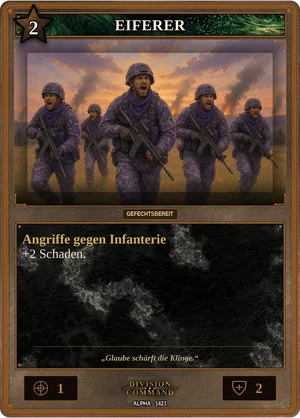 2
EIFERER
GEFECHTSBEREIT
Angriffe gegen Infanterie
+2 Schaden.
„Glaube schärft die Klinge.“
1
DIVISION
COMMAND
2
ALPHA - 1421